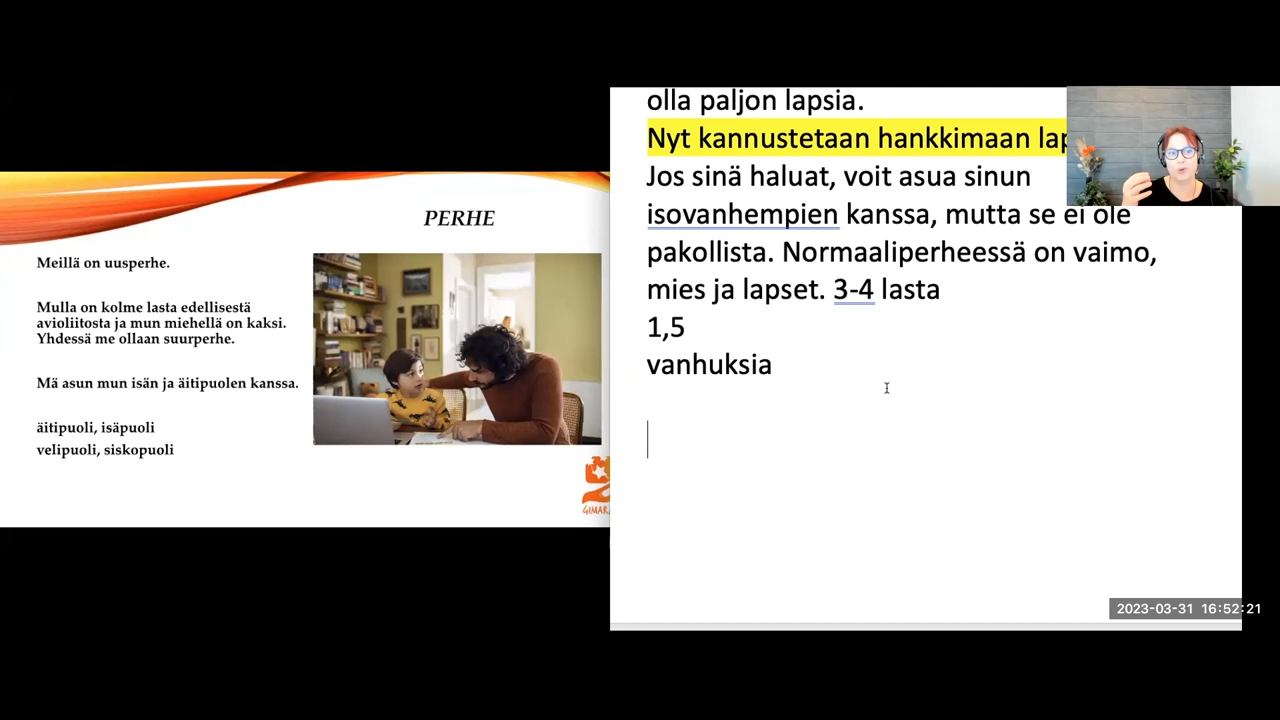 PERHE
Meillä on uusperhe.
Mulla on kolme lasta edellisestä
avioliitosta ja mun miehellä on kaksi.
Yhdessä me ollaan suurperhe.
Mä asun mun isän ja äitipuolen kanssa.
äitipuoli, isäpuoli
velipuoli, siskopuoli
olla paljon lapsia.
Nyt kannustetaan hankkimaan
Jos sinä haluat, voit asua sinun
isovanhempien kanssa, mutta se ei ole
pakollista. Normaaliperheessä on vaimo,
mies ja lapset. 3-4 lasta
1,5
vanhuksia
2023-03-31 16:52:21